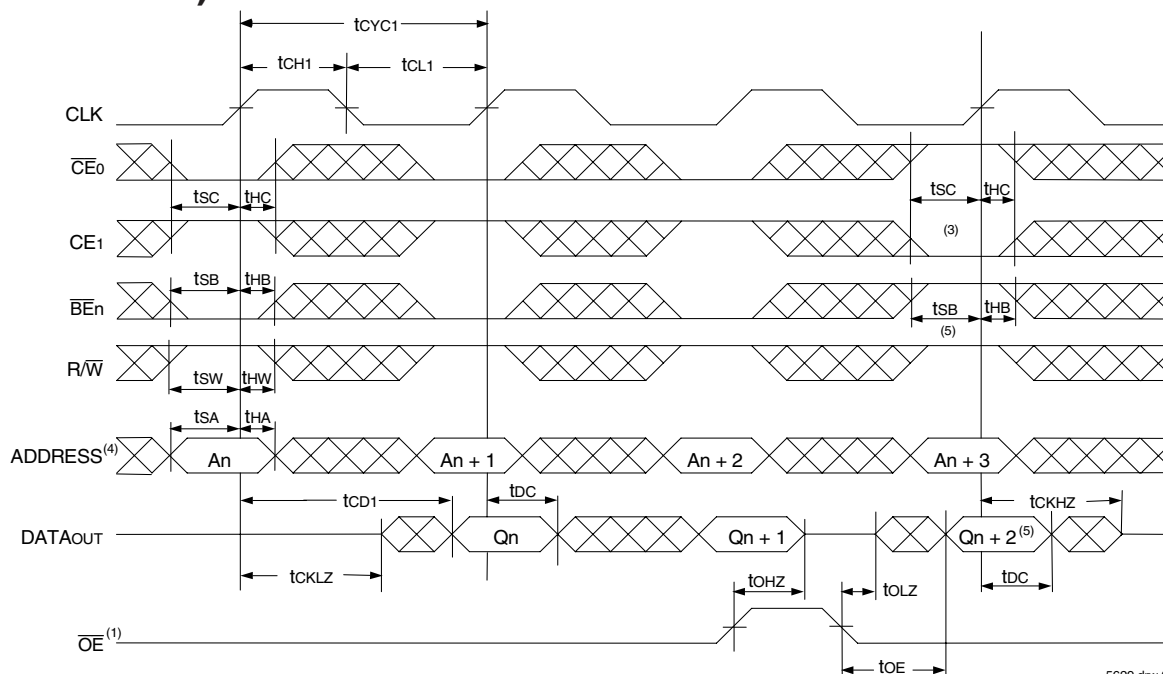 tCYC1
tCH1 tCL1
CLK
CE0
tSC tHC tSC tHC
CE1 (3)
tSB tHB
BEn tSB tHB
(5)
R/W
tSW tHW
tSA tHA
ADDRESS(4) An An + 1 An + 2 An + 3
tCD1 tDC tCKHZ
DATAOUT Qn Qn + 1 Qn + 2(5)
tCKLZ tOHZ tOLZ tDC
OE(1)
tOE